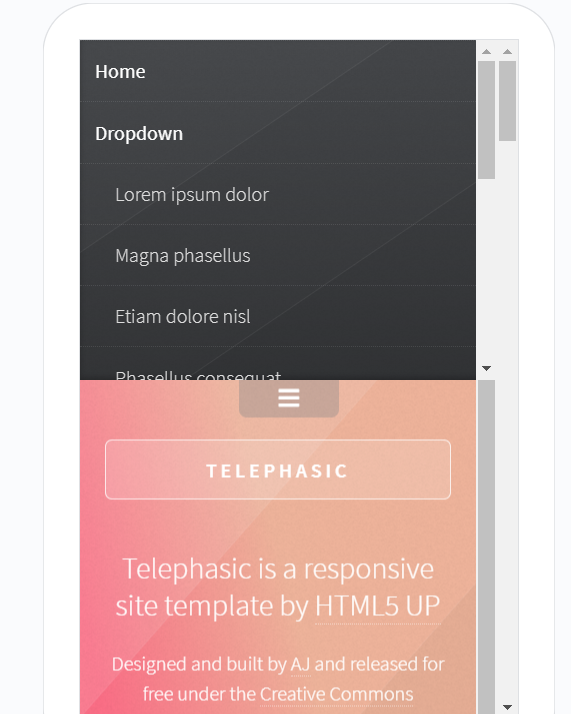 Home
Dropdown
Lorem ipsum dolor
Magna phasellus
Etiam dolore nisl
Phasellus consequat
TELEPHASIC
Telephasic is a responsive
site template by HTML5 UP
Designed and built by AJ and released for
free under the Creative Commons